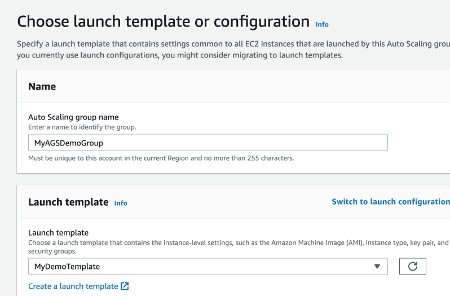 Choose launch template or configuration Info
Specify a launch template that contains settings common to all EC2 instances that are launched by this Auto Scaling grou
you currently use launch configurations, you might consider migrating to launch templates.
Name
Auto Scaling group name
Enter a name to identify the group.
MyAGSDemoGroup
Must be unique to this account in the current Region and no more than 255 characters.
Launch template Info
Switch to launch configuration
Launch template
Choose a launch template that contains the instance-level settings, such as the Amazon Machine Image (AMI), instance type, key pair, and
security groups.
MyDemoTemplate
Create a launch template